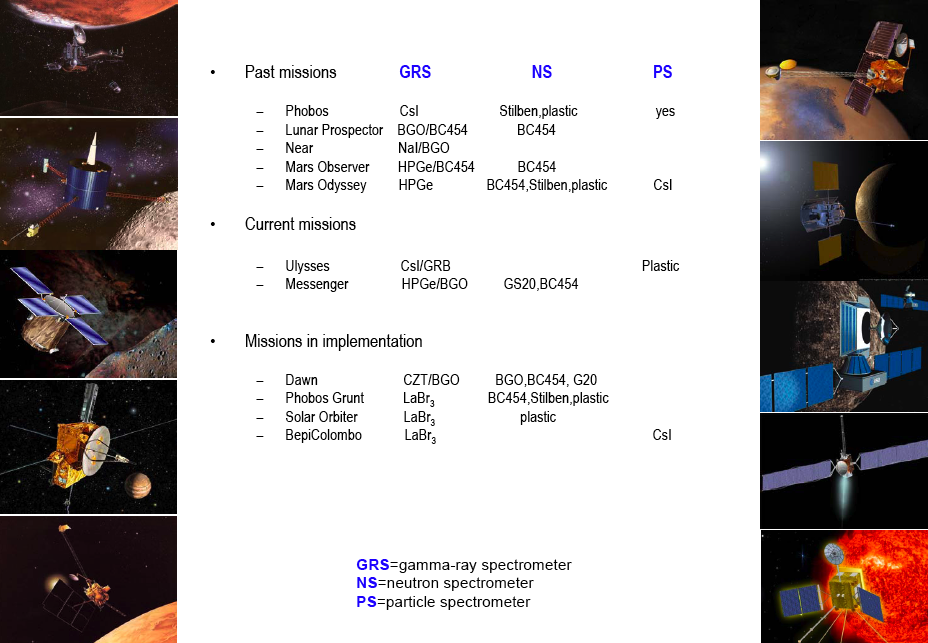 • Past missions GRS NS PS
– Phobos CsI Stilben,plastic yes
– Lunar Prospector BGO/BC454 BC454
– Near NaI/BGO
– Mars Observer HPGe/BC454 BC454
– Mars Odyssey HPGe BC454,Stilben,plastic CsI
• Current missions
– Ulysses CsI/GRB Plastic
– Messenger HPGe/BGO GS20,BC454
• Missions in implementation
– Dawn CZT/BGO BGO,BC454, G20
– Phobos Grunt LaBr3 BC454,Stilben,plastic
– Solar Orbiter LaBr3 plastic
– BepiColombo LaBr3 CsI
GRS=gamma-ray spectrometer
NS=neutron spectrometer
PS=particle spectrometer